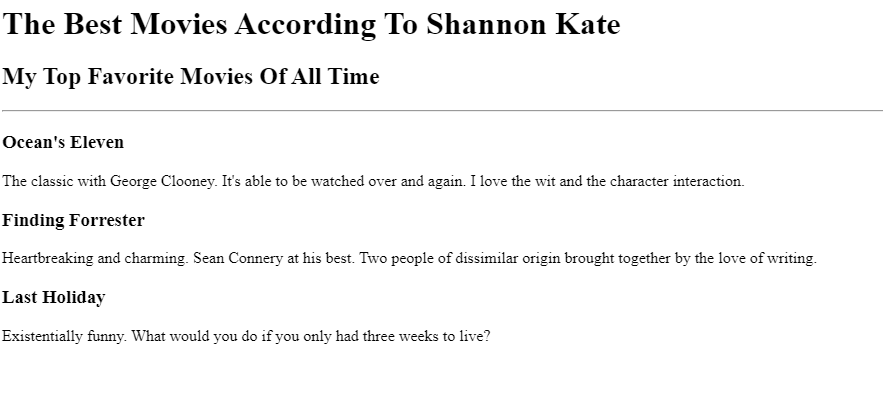 The Best Movies According To Shannon Kate
My Top Favorite Movies Of All Time
Ocean's Eleven
The classic with George Clooney. It's able to be watched over and again. I love the wit and the character interaction.
Finding Forrester
Heartbreaking and charming. Sean Connery at his best. Two people of dissimilar origin brought together by the love of writing.
Last Holiday
Existentially funny. What would you do if you only had three weeks to live?